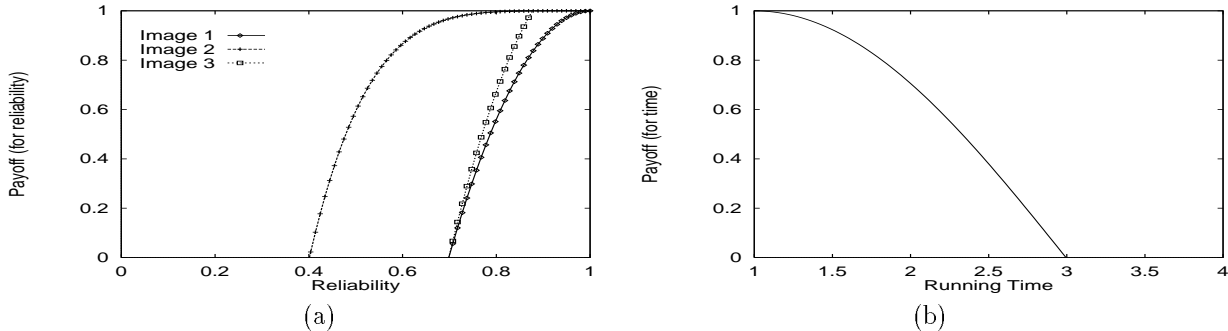 Payoff (for reliability)
1
0.8
0.6
0.4
0.2
0
Image 1
Image 2
Image 3
0 0.2 0.4 0.6 0.8 1
Reliability
(a)
Payoff (for time)
1
0.8
0.6
0.4
0.2
0
1 1.5 2 2.5 3 3.5 4
Running Time
(b)